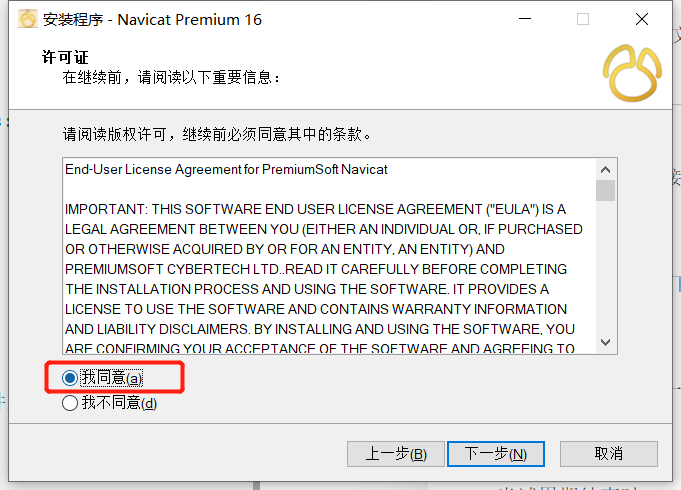 安装程序 - Navicat Premium 16
许可证
在继续前，请阅读以下重要信息：
请阅读版权许可，继续前必须同意其中的条款。
End-User License Agreement for PremiumSoft Navicat
IMPORTANT: THIS SOFTWARE END USER LICENSE AGREEMENT ("EULA") IS A
LEGAL AGREEMENT BETWEEN YOU (EITHER AN INDIVIDUAL OR, IF PURCHASED
OR OTHERWISE ACQUIRED BY OR FOR AN ENTITY, AN ENTITY) AND
PREMIUMSOFT CYBERTECH LTD..READ IT CAREFULLY BEFORE COMPLETING
THE INSTALLATION PROCESS AND USING THE SOFTWARE. IT PROVIDES A
LICENSE TO USE THE SOFTWARE AND CONTAINS WARRANTY INFORMATION
AND LIABILITY DISCLAIMERS. BY INSTALLING AND USING THE SOFTWARE, YOU
ARE CONFIRMING YOUR ACCEPTANCE OF THE SOFTWARE AND AGREEING TO
我同意(a)
我不同意(d)
上一步(B)
下一步(N)
取消